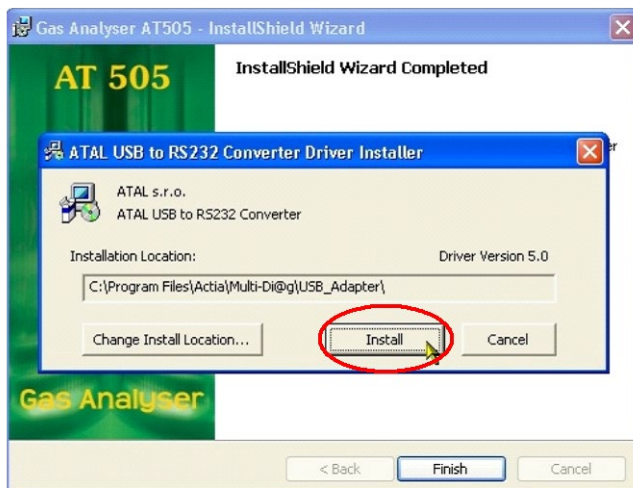 Gas Analyser AT505 - InstallShield Wizard
AT 505
InstallShield Wizard Completed
er
ATAL USB to RS232 Converter Driver Installer
ATAL s.r.o.
ATAL USB to RS232 Converter
Installation Location:
Driver Version 5.0
C:\Program Files\Actia\Multi-Di@g\USB_Adapter\
Change Install Location...
Install
Cancel
Gas Analyser
< Back
Finish
Cancel